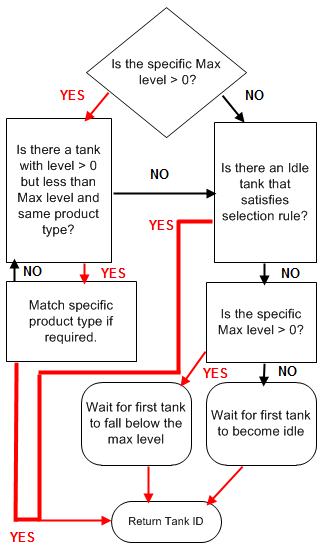 Is the specific Max
level > 0?
YES
NO
Is there a tank
with level > 0
but less than
Max level and
same product
type?
NO
Is there an Idle
tank that
satisfies
selection rule?
YES
NO
YES
NO
Match specific
product type if
required.
Is the specific
Max level > 0?
YES
NO
Wait for first tank
to fall below the
max level
Wait for first tank
to become idle
Return Tank ID
YES